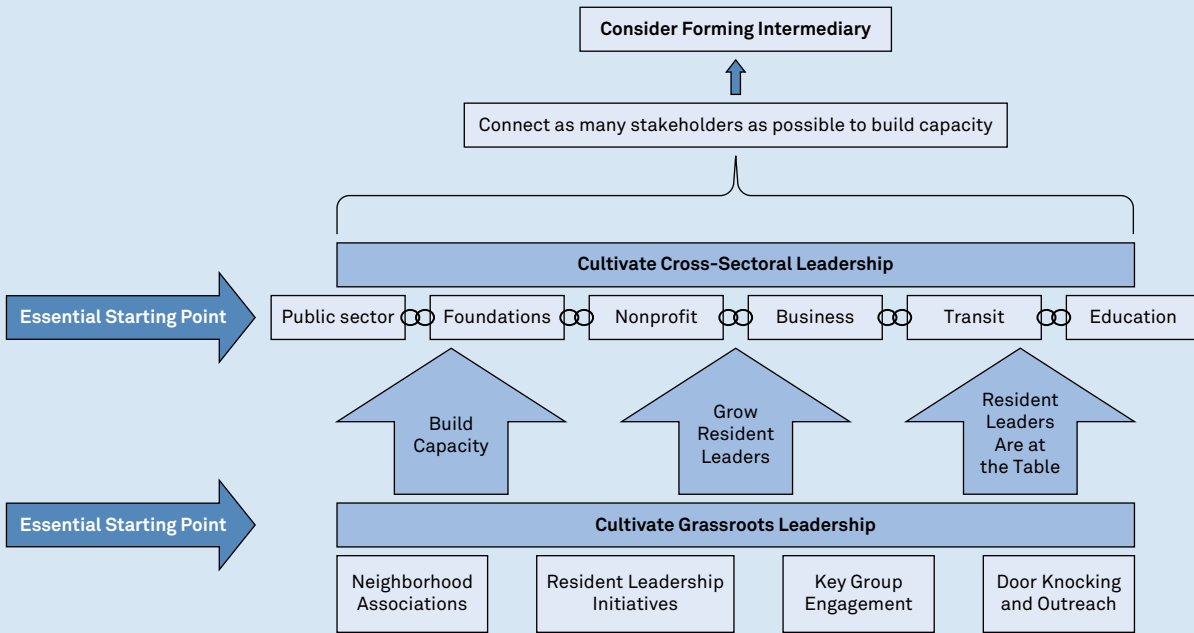 Consider Forming Intermediary
Connect as many stakeholders as possible to build capacity
Cultivate Cross-Sectoral Leadership
Essential Starting Point
Public sector
Foundations
Nonprofit
Business
Transit
Education
Build
Capacity
Grow
Resident
Leaders
Resident
Leaders
Are at
the Table
Essential Starting Point
Cultivate Grassroots Leadership
Neighborhood
Associations
Resident Leadership
Initiatives
Key Group
Engagement
Door Knocking
and Outreach